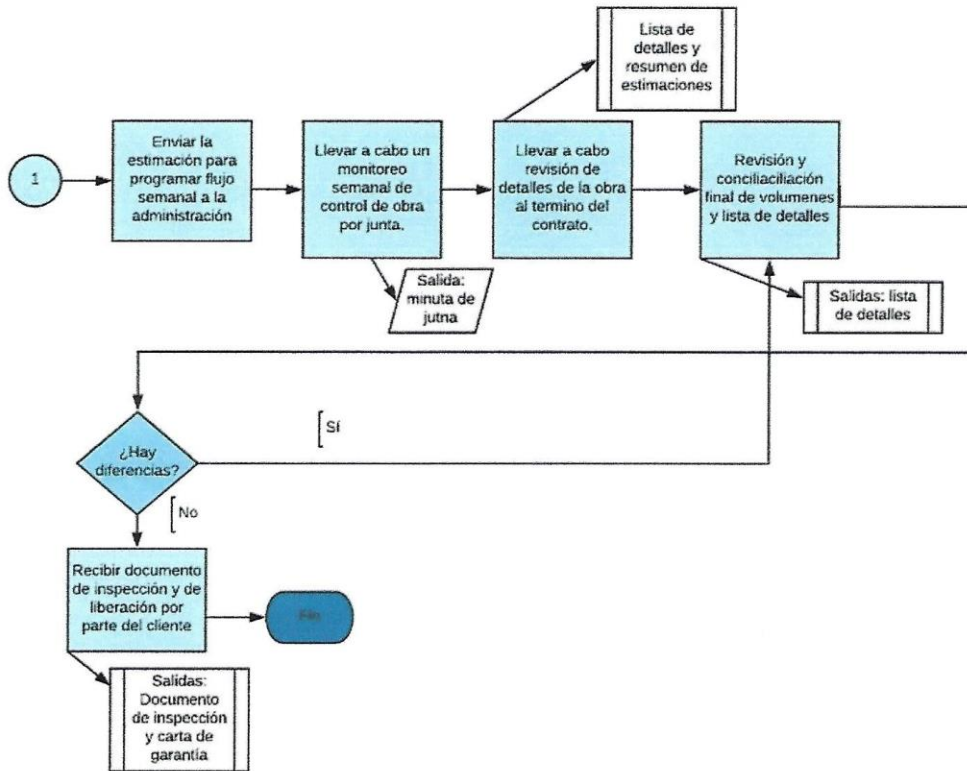 Lista de
detalles y
resumen de
estimaciones
1
Enviar la
estimación para
programar flujo
semanal a la
administración
Llevar a cabo un
monitoreo
semanal de
control de obra
por junta.
Llevar a cabo
revisión de
detalles de la obra
al termino del
contrato.
Revisión y
conciliaciliación
final de volumenes
y lista de detalles
Salida:
minuta de
jutna
Salidas: lista
de detalles
¿Hay
diferencias?
Sí
No
Recibir documento
de inspección y de
liberación por
parte del cliente
Fin
Salidas:
Documento
de inspección
y carta de
garantía